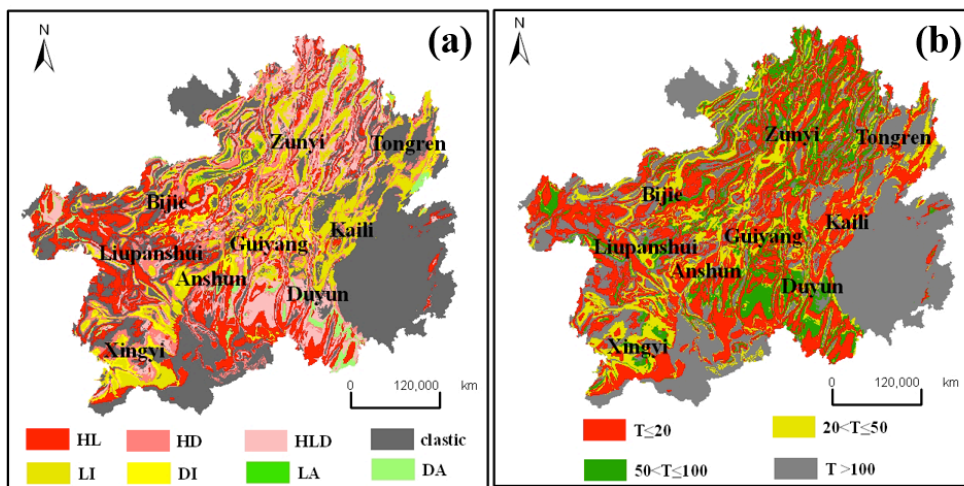 N
(a)
Zunyi
Tongren
Bijie
Kaili
Guiyang
Liupanshui
Anshun
Duyun
Xingyi
0 120,000 km
HL HD HLD clastic
LI DI LA DA
N
(b)
Zunyi
Tongren
Bijie
Kaili
Guiyang
Liupanshui
Anshun
Duyun
Xingyi
0 120,000 km
T≤20 20<T≤50
50<T≤100 T >100